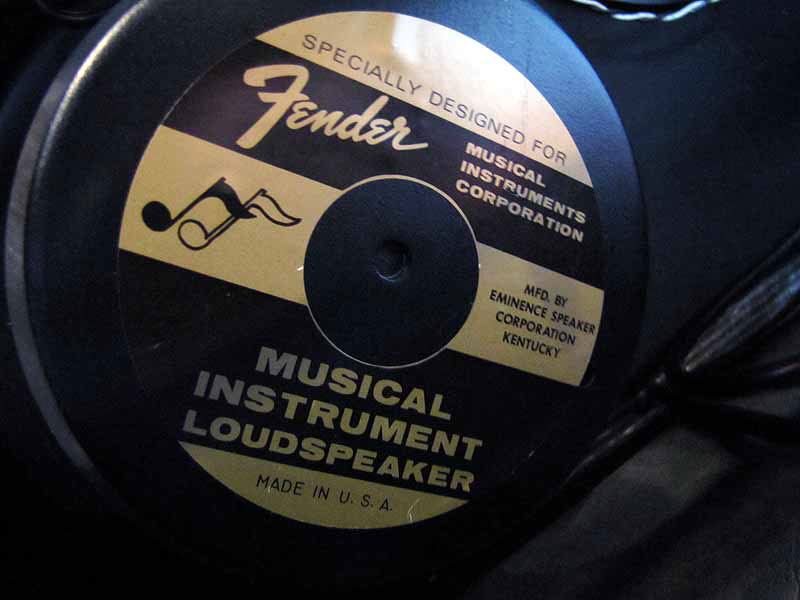 SPECIALLY DESIGNED FOR
Fender
MUSICAL
INSTRUMENTS
CORPORATION
MFD. BY
EMINENCE SPEAKER
CORPORATION
KENTUCKY
MUSICAL
INSTRUMENT
LOUDSPEAKER
MADE IN U. S. A.